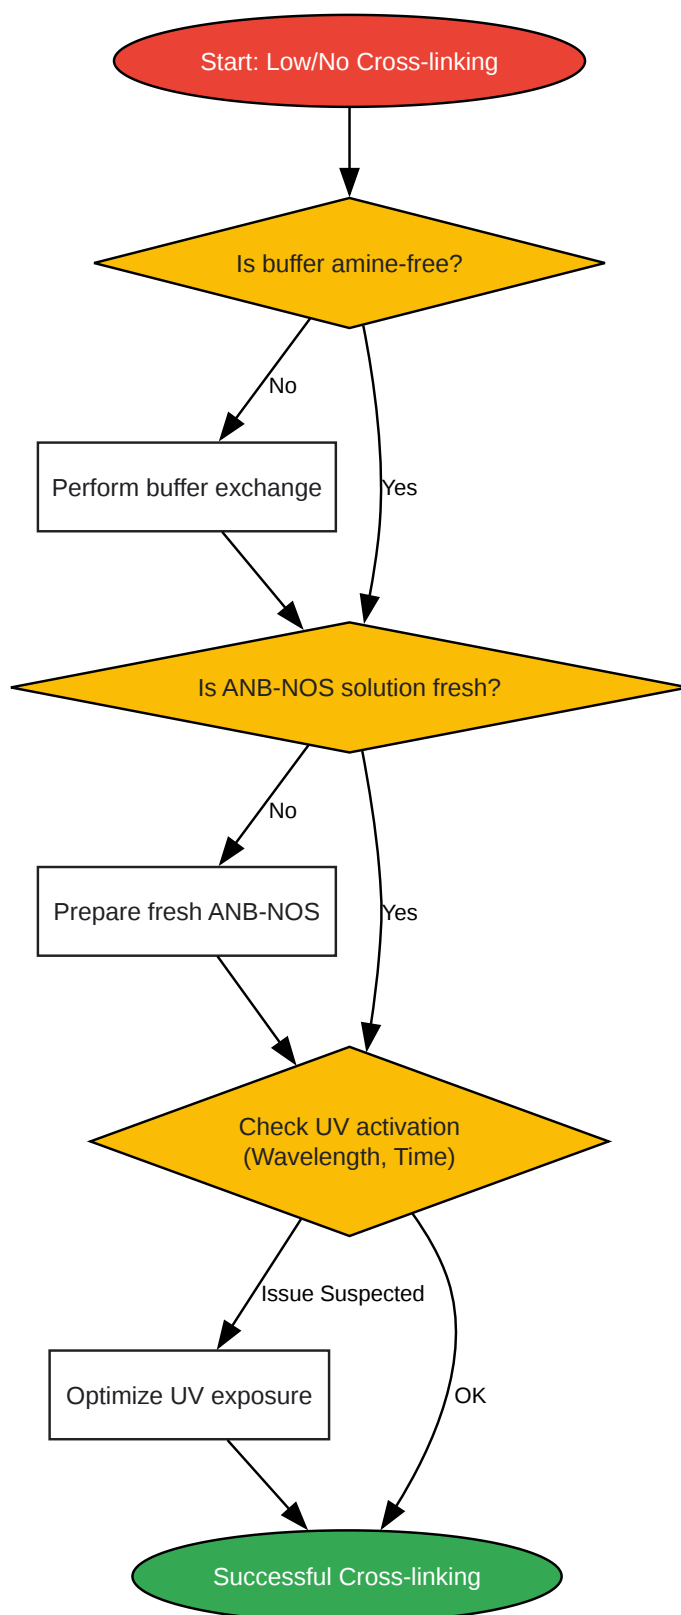 Start: Low/No Cross-linking
Is buffer amine-free?
No
Perform buffer exchange
Yes
Is ANB-NOS solution fresh?
No
Prepare fresh ANB-NOS
Yes
Check UV activation
(Wavelength, Time)
Issue Suspected
Optimize UV exposure
OK
Successful Cross-linking